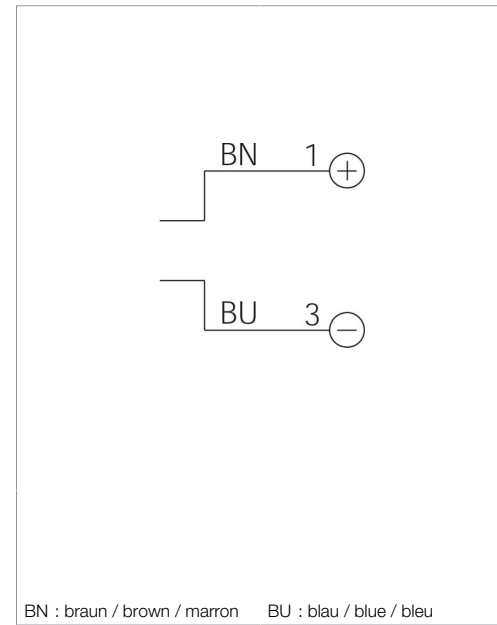 BN 1 +
BU 3 −
BN : braun / brown / marron BU : blau / blue / bleu